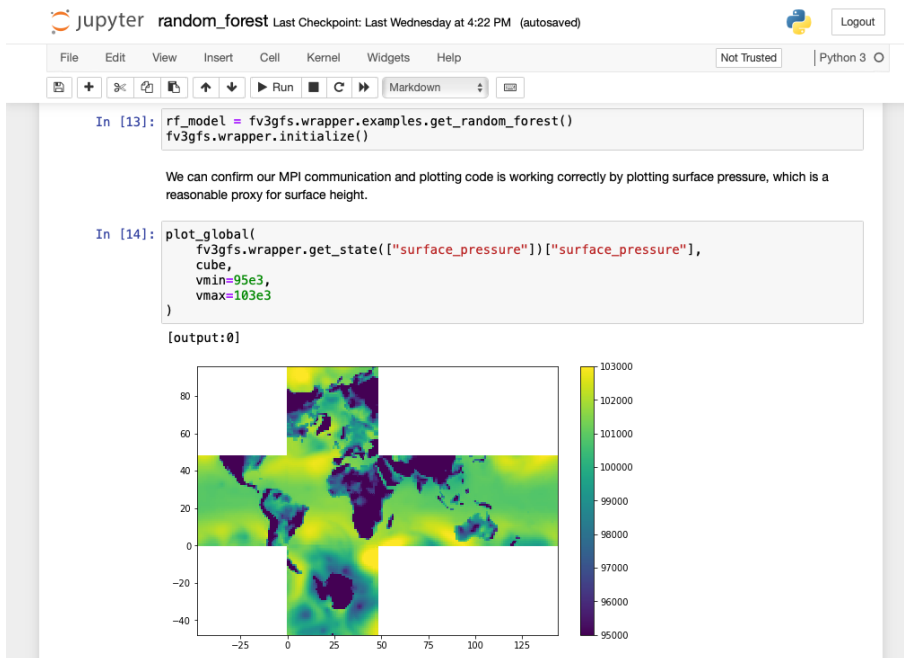 jupyter random_forest Last Checkpoint: Last Wednesday at 4:22 PM (autosaved)
Logout
File Edit View Insert Cell Kernel Widgets Help
Not Trusted
Python 3
Run
Markdown
In [13]: rf_model = fv3gfs.wrapper.examples.get_random_forest()
fv3gfs.wrapper.initialize()
We can confirm our MPI communication and plotting code is working correctly by plotting surface pressure, which is a
reasonable proxy for surface height.
In [14]: plot_global(
    fv3gfs.wrapper.get_state(["surface_pressure"])["surface_pressure"],
    cube,
    vmin=95e3,
    vmax=103e3
)
[output:0]
80
60
40
20
0
−20
−40
−25 0 25 50 75 100 125
103000
102000
101000
100000
99000
98000
97000
96000
95000